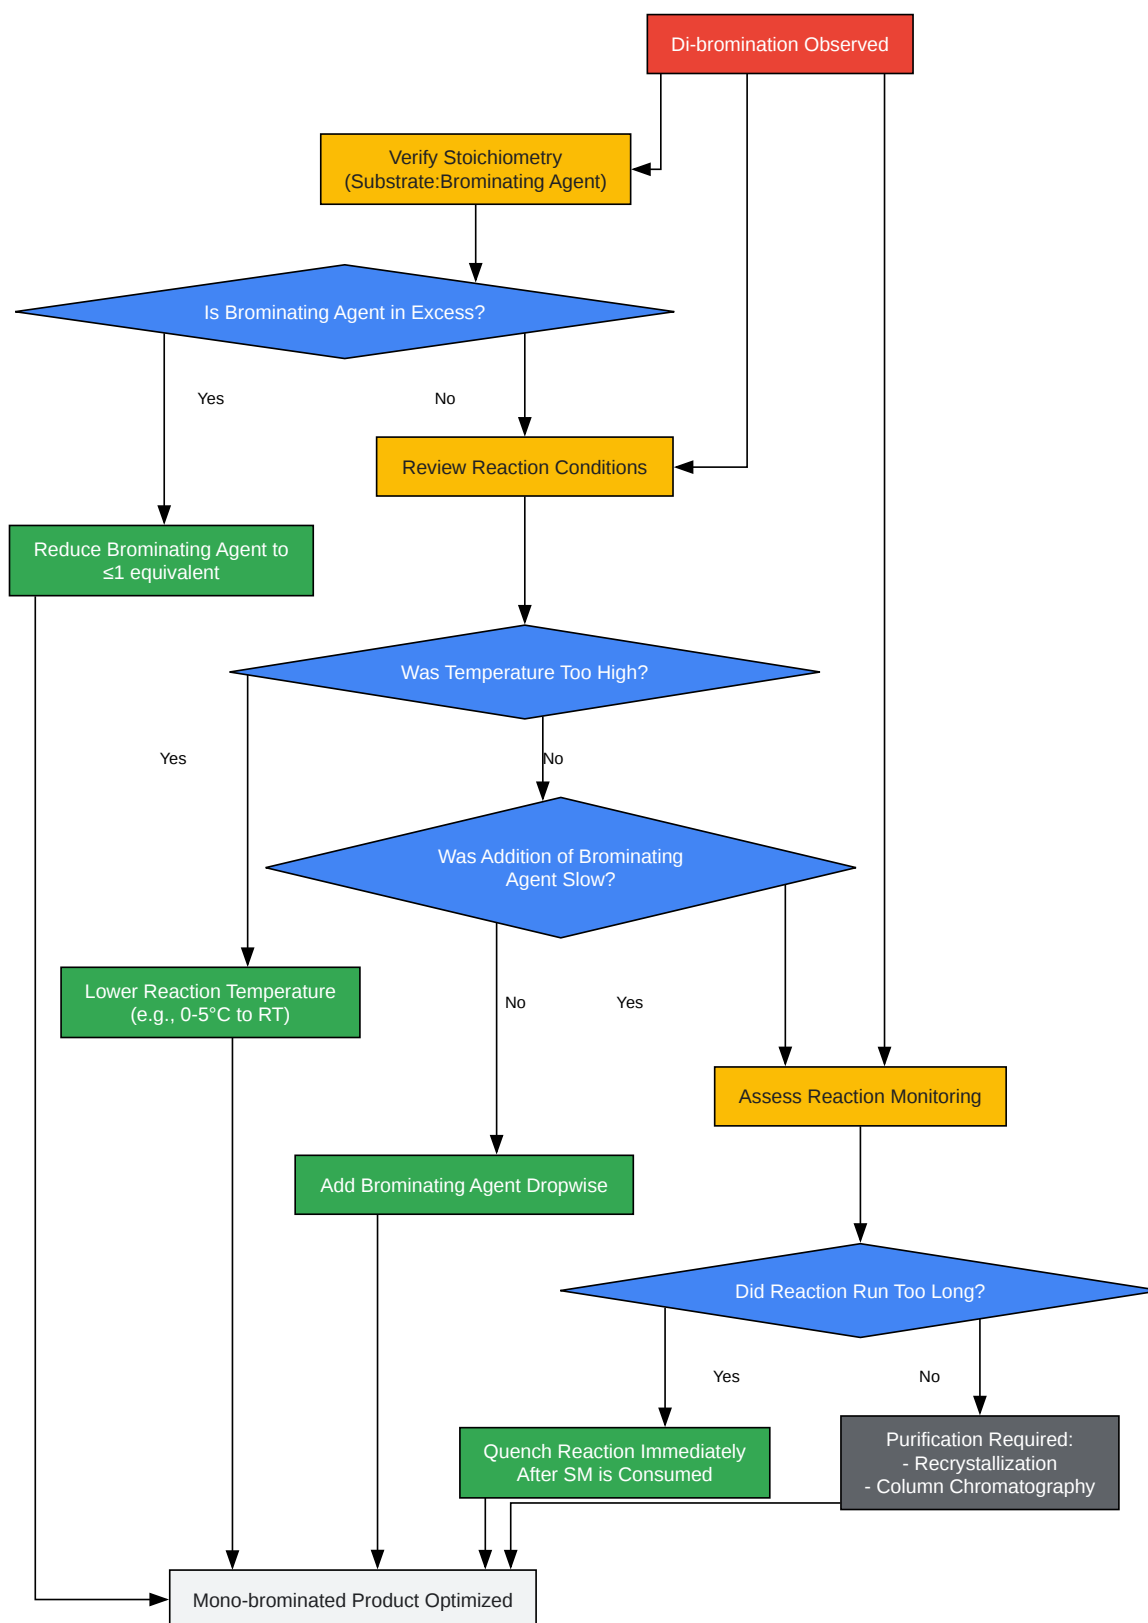 Di-bromination Observed
Verify Stoichiometry
(Substrate:Brominating Agent)
Is Brominating Agent in Excess?
Yes
No
Review Reaction Conditions
Reduce Brominating Agent to
≤1 equivalent
Was Temperature Too High?
Yes
No
Was Addition of Brominating
Agent Slow?
Lower Reaction Temperature
(e.g., 0-5°C to RT)
No
Yes
Assess Reaction Monitoring
Add Brominating Agent Dropwise
Did Reaction Run Too Long?
Yes
No
Quench Reaction Immediately
After SM is Consumed
Purification Required:
- Recrystallization
- Column Chromatography
Mono-brominated Product Optimized